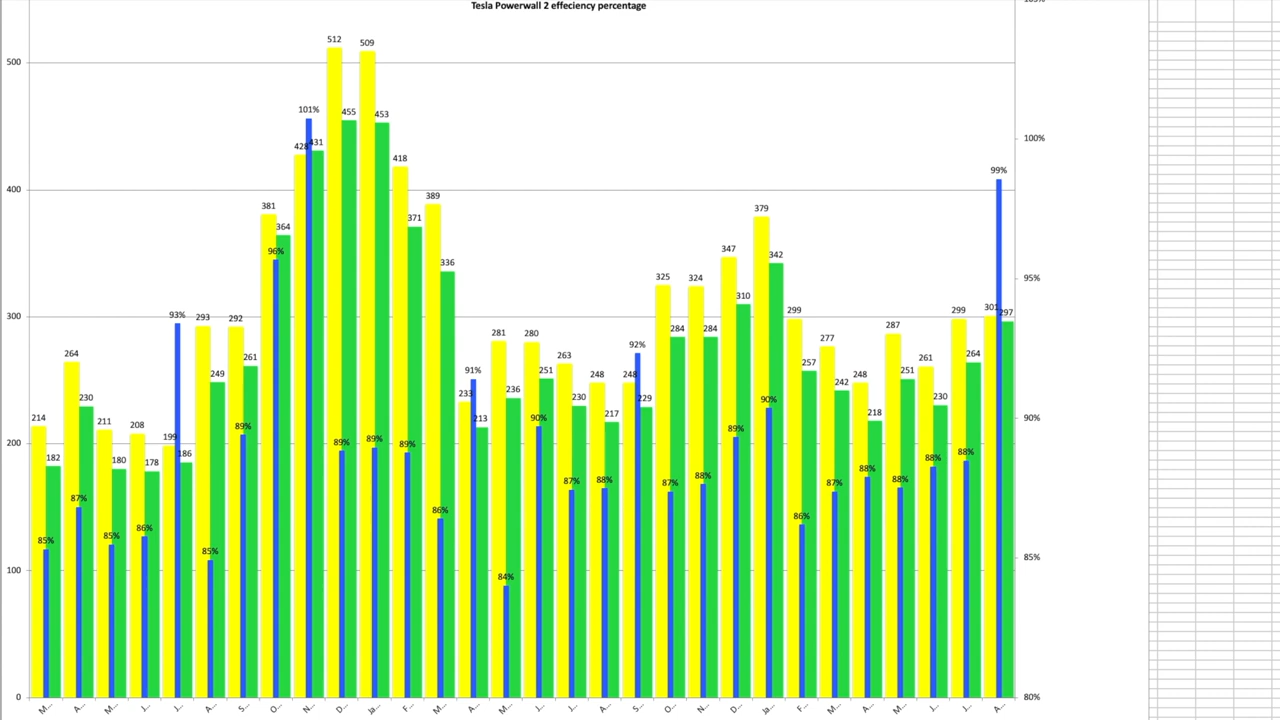 Tesla Powerwall 2 effeciency percentage
512 509
500
455 453
101%
100%
428 431
418
400
389
99%
381 379
371
364
96%
347
342
336
95%
325 324
310
300
93% 293 292 299 299 301 297
92%
281 280 284 284 287
277
264 263 264
261 261
257
249 251 248 248 248 251
91% 236 242
230 233 230 229 230
90%
214 213 217 218
90% 90%
211 208
200
199
89% 89% 89% 89% 89%
182 180 178 186
88% 88% 88% 88% 88% 88%
87% 87% 87% 87%
86% 86% 86%
85% 85% 85%
85%
84%
100
0
80%
M... A... M... J... J... A... S... O... N... D... Ja... F... M... A... M... J... J... A... S... O... N... D... Ja... F... M... A... M... J... J... A...